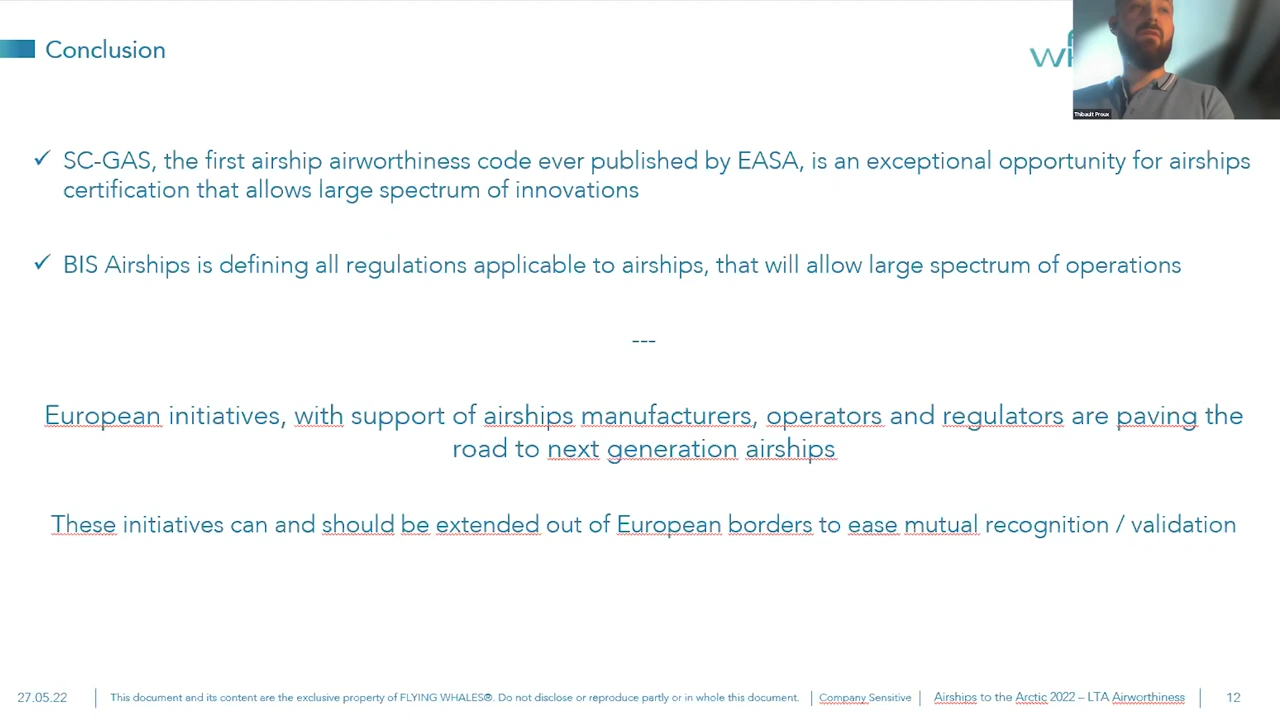 Conclusion
Thibault Proux
✓ SC-GAS, the first airship airworthiness code ever published by EASA, is an exceptional opportunity for airships
certification that allows large spectrum of innovations
✓ BIS Airships is defining all regulations applicable to airships, that will allow large spectrum of operations
---
European initiatives, with support of airships manufacturers, operators and regulators are paving the
road to next generation airships
These initiatives can and should be extended out of European borders to ease mutual recognition / validation
27.05.22 | This document and its content are the exclusive property of FLYING WHALES®. Do not disclose or reproduce partly or in whole this document. | Company Sensitive | Airships to the Arctic 2022 – LTA Airworthiness | 12